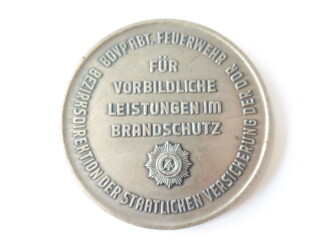 BDVP ABT. FEUERWEHR
BEZIRKSDIREKTION DER STAATLICHEN VERSICHERUNG DER DDR
FÜR
VORBILDLICHE
LEISTUNGEN IM
BRANDSCHUTZ